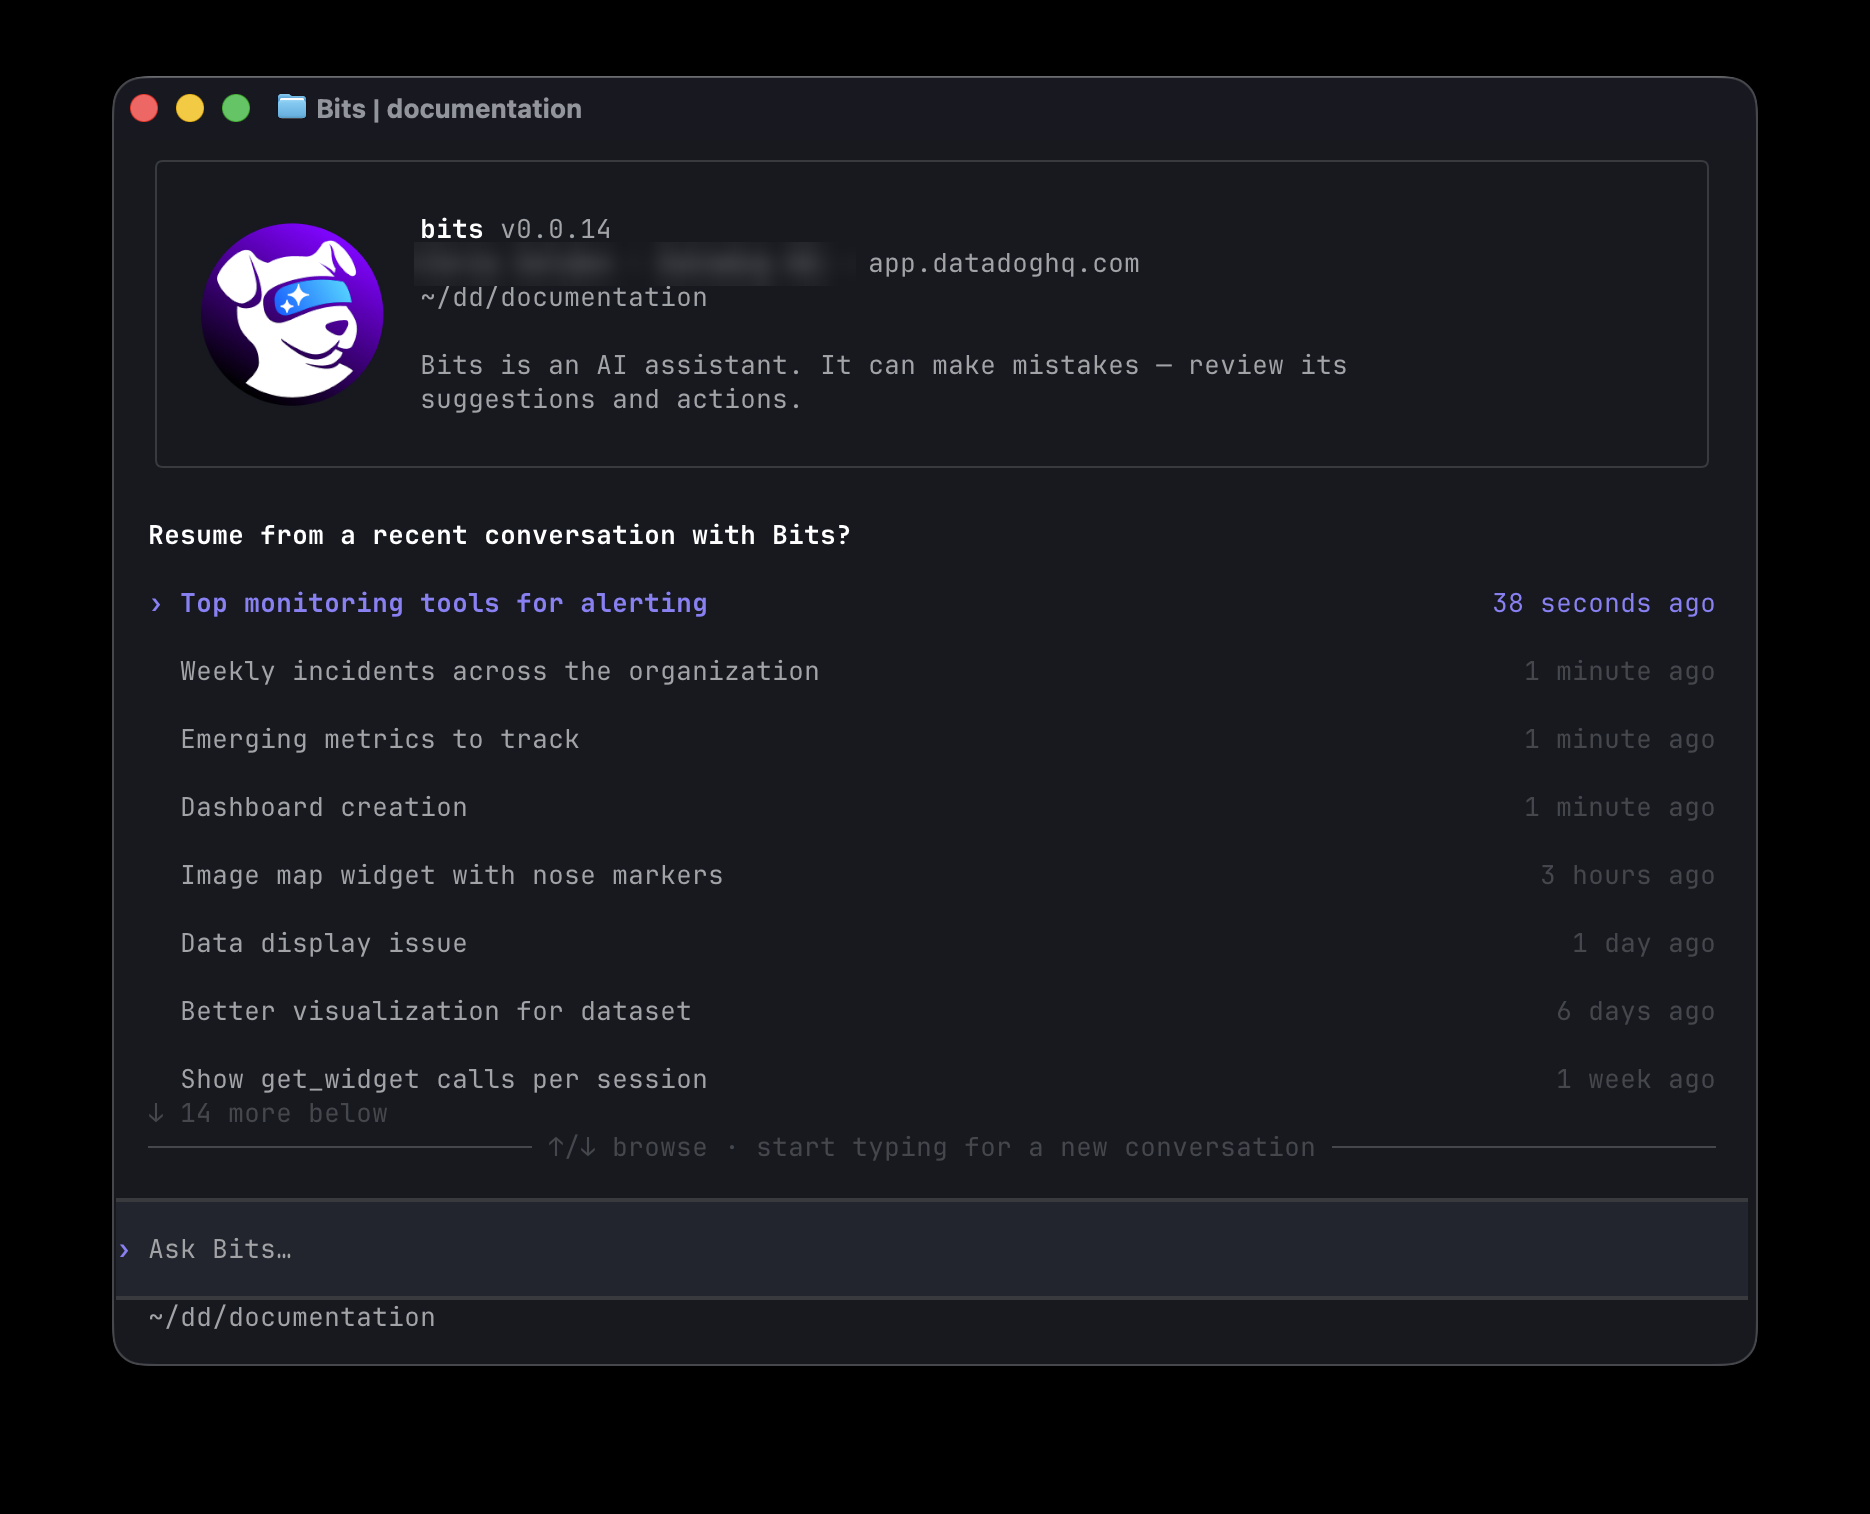 Bits | documentation
bits v0.0.14
app.datadoghq.com
~/dd/documentation
Bits is an AI assistant. It can make mistakes — review its
suggestions and actions.
Resume from a recent conversation with Bits?
› Top monitoring tools for alerting 38 seconds ago
Weekly incidents across the organization 1 minute ago
Emerging metrics to track 1 minute ago
Dashboard creation 1 minute ago
Image map widget with nose markers 3 hours ago
Data display issue 1 day ago
Better visualization for dataset 6 days ago
Show get_widget calls per session 1 week ago
↓ 14 more below
↑/↓ browse · start typing for a new conversation
› Ask Bits…
~/dd/documentation